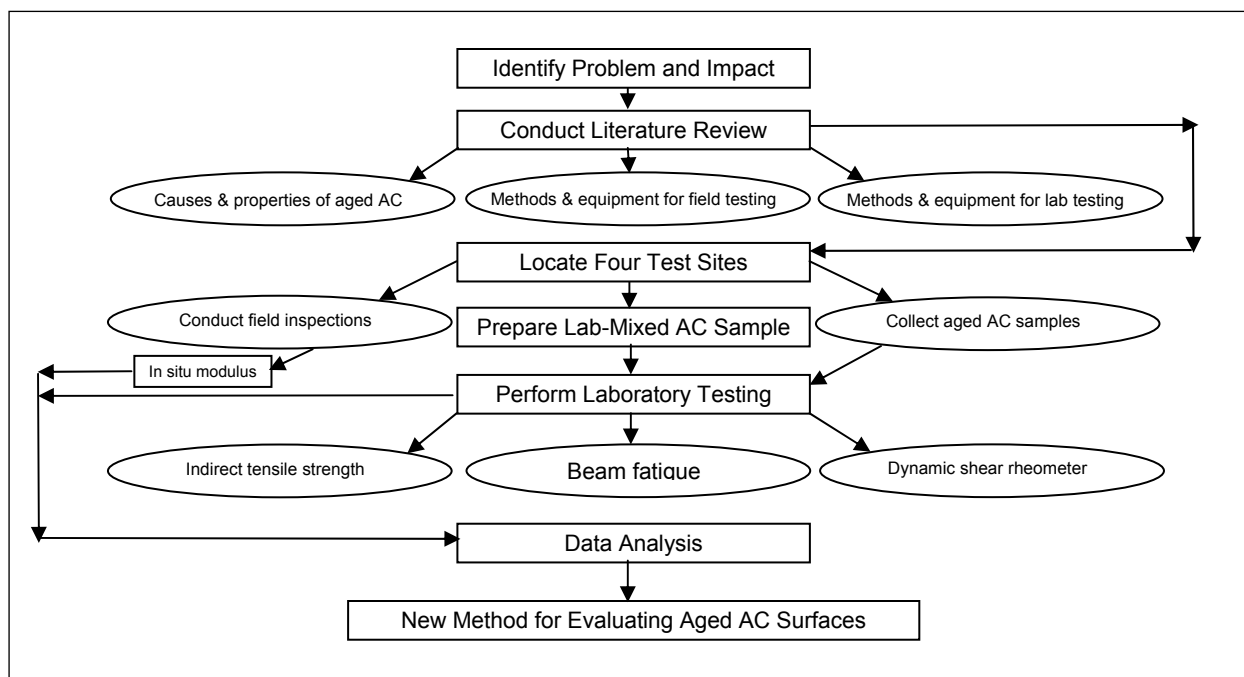 Identify Problem and Impact
Conduct Literature Review
Causes & properties of aged AC
Methods & equipment for field testing
Methods & equipment for lab testing
Locate Four Test Sites
Conduct field inspections
Prepare Lab-Mixed AC Sample
Collect aged AC samples
In situ modulus
Perform Laboratory Testing
Indirect tensile strength
Beam fatique
Dynamic shear rheometer
Data Analysis
New Method for Evaluating Aged AC Surfaces